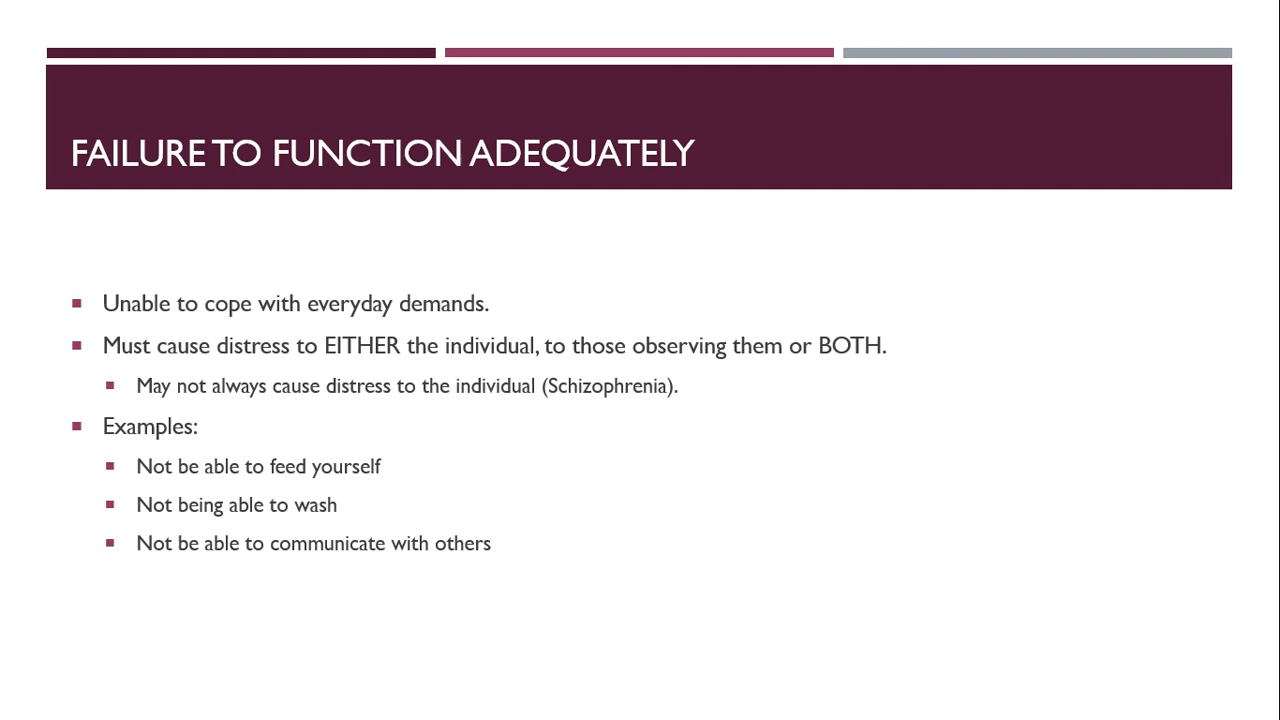 FAILURE TO FUNCTION ADEQUATELY
Unable to cope with everyday demands.
Must cause distress to EITHER the individual, to those observing them or BOTH.
May not always cause distress to the individual (Schizophrenia).
Examples:
Not be able to feed yourself
Not being able to wash
Not be able to communicate with others